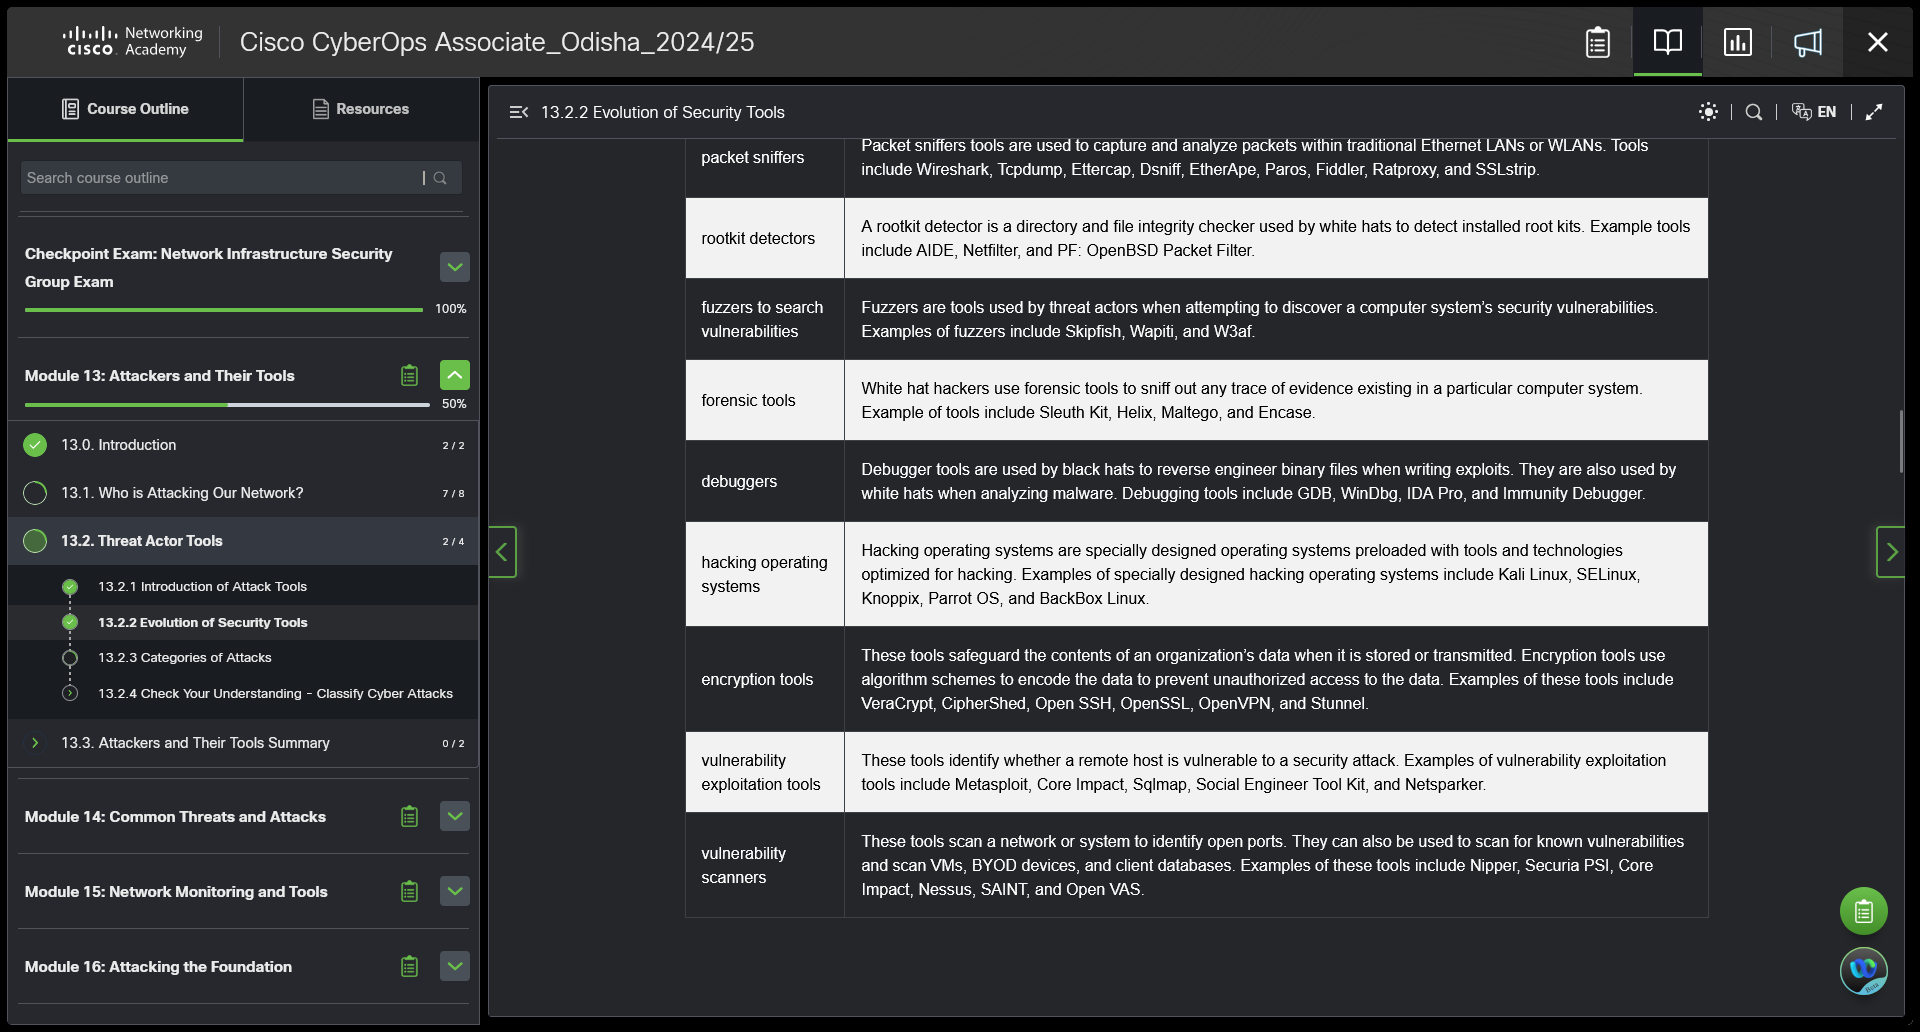 Networking
Academy
CISCO
Cisco CyberOps Associate_Odisha_2024/25
Course Outline
Resources
Search course outline
Checkpoint Exam: Network Infrastructure Security
Group Exam
100%
Module 13: Attackers and Their Tools
50%
13.0. Introduction
2 / 2
13.1. Who is Attacking Our Network?
7 / 8
13.2. Threat Actor Tools
2 / 4
13.2.1 Introduction of Attack Tools
13.2.2 Evolution of Security Tools
13.2.3 Categories of Attacks
13.2.4 Check Your Understanding - Classify Cyber Attacks
13.3. Attackers and Their Tools Summary
0 / 2
Module 14: Common Threats and Attacks
Module 15: Network Monitoring and Tools
Module 16: Attacking the Foundation
13.2.2 Evolution of Security Tools
EN
packet sniffers
Packet sniffers tools are used to capture and analyze packets within traditional Ethernet LANs or WLANs. Tools
include Wireshark, Tcpdump, Ettercap, Dsniff, EtherApe, Paros, Fiddler, Ratproxy, and SSLstrip.
rootkit detectors
A rootkit detector is a directory and file integrity checker used by white hats to detect installed root kits. Example tools
include AIDE, Netfilter, and PF: OpenBSD Packet Filter.
fuzzers to search
vulnerabilities
Fuzzers are tools used by threat actors when attempting to discover a computer system’s security vulnerabilities.
Examples of fuzzers include Skipfish, Wapiti, and W3af.
forensic tools
White hat hackers use forensic tools to sniff out any trace of evidence existing in a particular computer system.
Example of tools include Sleuth Kit, Helix, Maltego, and Encase.
debuggers
Debugger tools are used by black hats to reverse engineer binary files when writing exploits. They are also used by
white hats when analyzing malware. Debugging tools include GDB, WinDbg, IDA Pro, and Immunity Debugger.
hacking operating
systems
Hacking operating systems are specially designed operating systems preloaded with tools and technologies
optimized for hacking. Examples of specially designed hacking operating systems include Kali Linux, SELinux,
Knoppix, Parrot OS, and BackBox Linux.
encryption tools
These tools safeguard the contents of an organization’s data when it is stored or transmitted. Encryption tools use
algorithm schemes to encode the data to prevent unauthorized access to the data. Examples of these tools include
VeraCrypt, CipherShed, Open SSH, OpenSSL, OpenVPN, and Stunnel.
vulnerability
exploitation tools
These tools identify whether a remote host is vulnerable to a security attack. Examples of vulnerability exploitation
tools include Metasploit, Core Impact, Sqlmap, Social Engineer Tool Kit, and Netsparker.
vulnerability
scanners
These tools scan a network or system to identify open ports. They can also be used to scan for known vulnerabilities
and scan VMs, BYOD devices, and client databases. Examples of these tools include Nipper, Securia PSI, Core
Impact, Nessus, SAINT, and Open VAS.
Beta